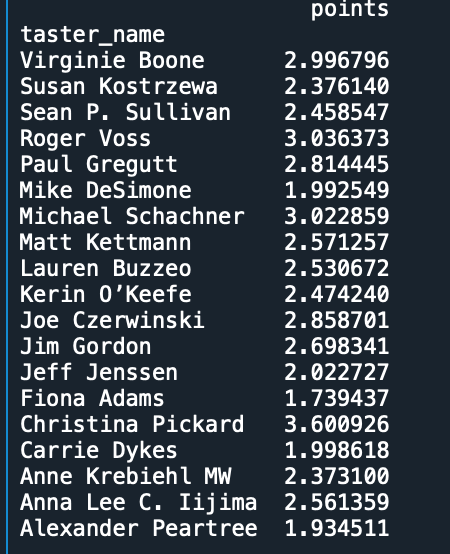 points
taster_name
Virginie Boone 2.996796
Susan Kostrzewa 2.376140
Sean P. Sullivan 2.458547
Roger Voss 3.036373
Paul Gregutt 2.814445
Mike DeSimone 1.992549
Michael Schachner 3.022859
Matt Kettmann 2.571257
Lauren Buzzeo 2.530672
Kerin O’Keefe 2.474240
Joe Czerwinski 2.858701
Jim Gordon 2.698341
Jeff Jenssen 2.022727
Fiona Adams 1.739437
Christina Pickard 3.600926
Carrie Dykes 1.998618
Anne Krebiehl MW 2.373100
Anna Lee C. Iijima 2.561359
Alexander Peartree 1.934511